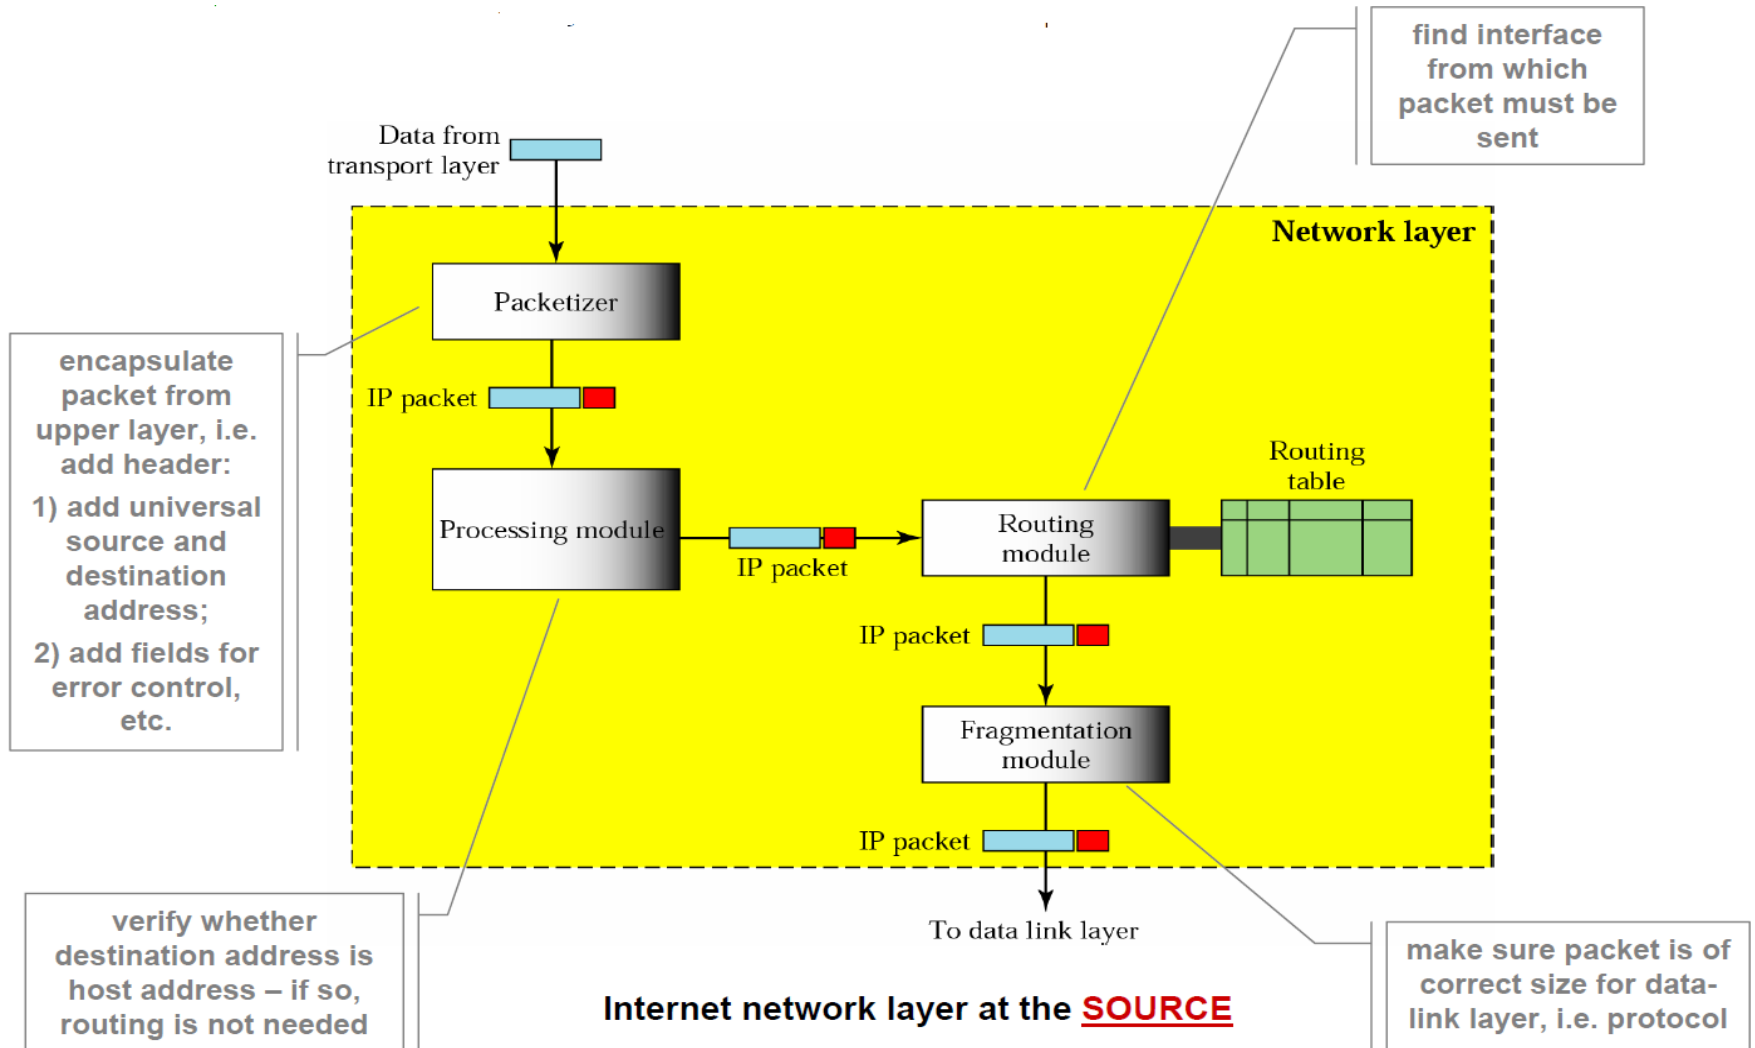 find interface
from which
packet must be
sent
Data from
transport layer
Network layer
Packetizer
encapsulate
packet from
upper layer, i.e.
add header:
1) add universal
source and
destination
address;
2) add fields for
error control,
etc.
IP packet
Processing module
IP packet
Routing
module
Routing
table
IP packet
Fragmentation
module
IP packet
To data link layer
verify whether
destination address is
host address – if so,
routing is not needed
Internet network layer at the SOURCE
make sure packet is of
correct size for data-
link layer, i.e. protocol